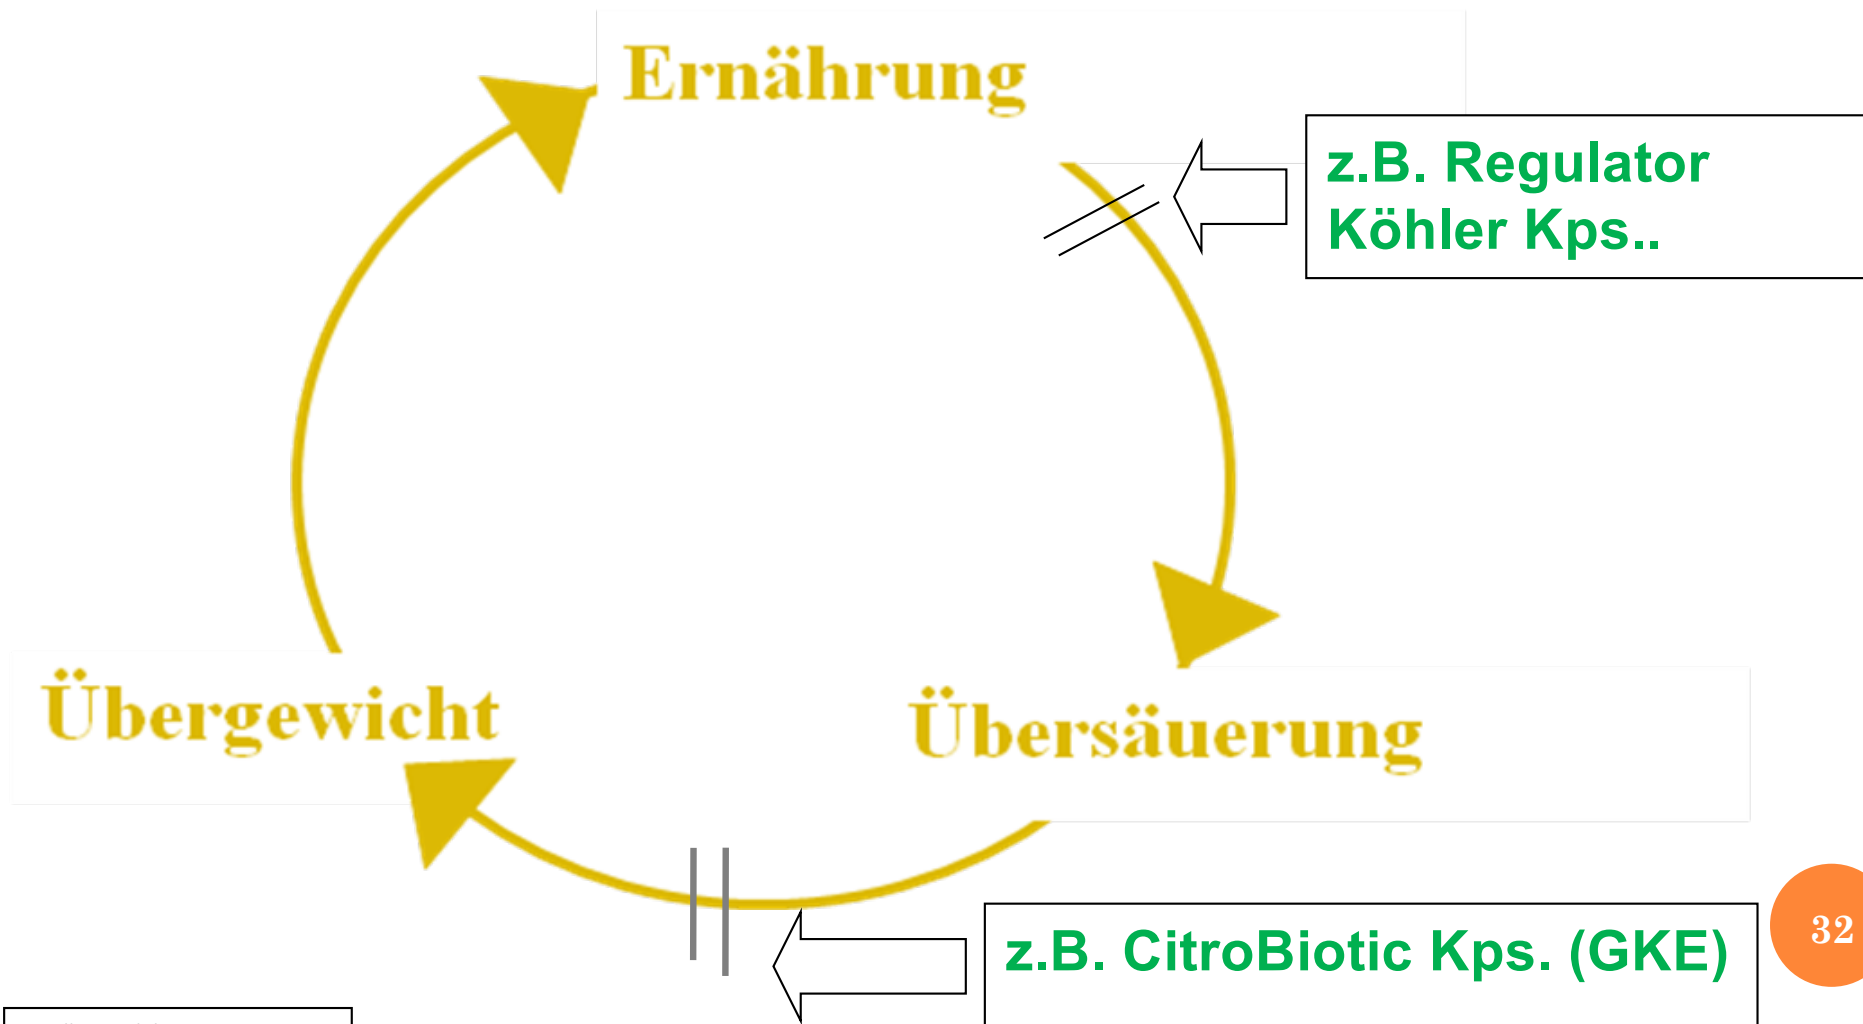 Ernährung
z.B. Regulator
Köhler Kps..
Übergewicht
Übersäuerung
z.B. CitroBiotic Kps. (GKE)
32